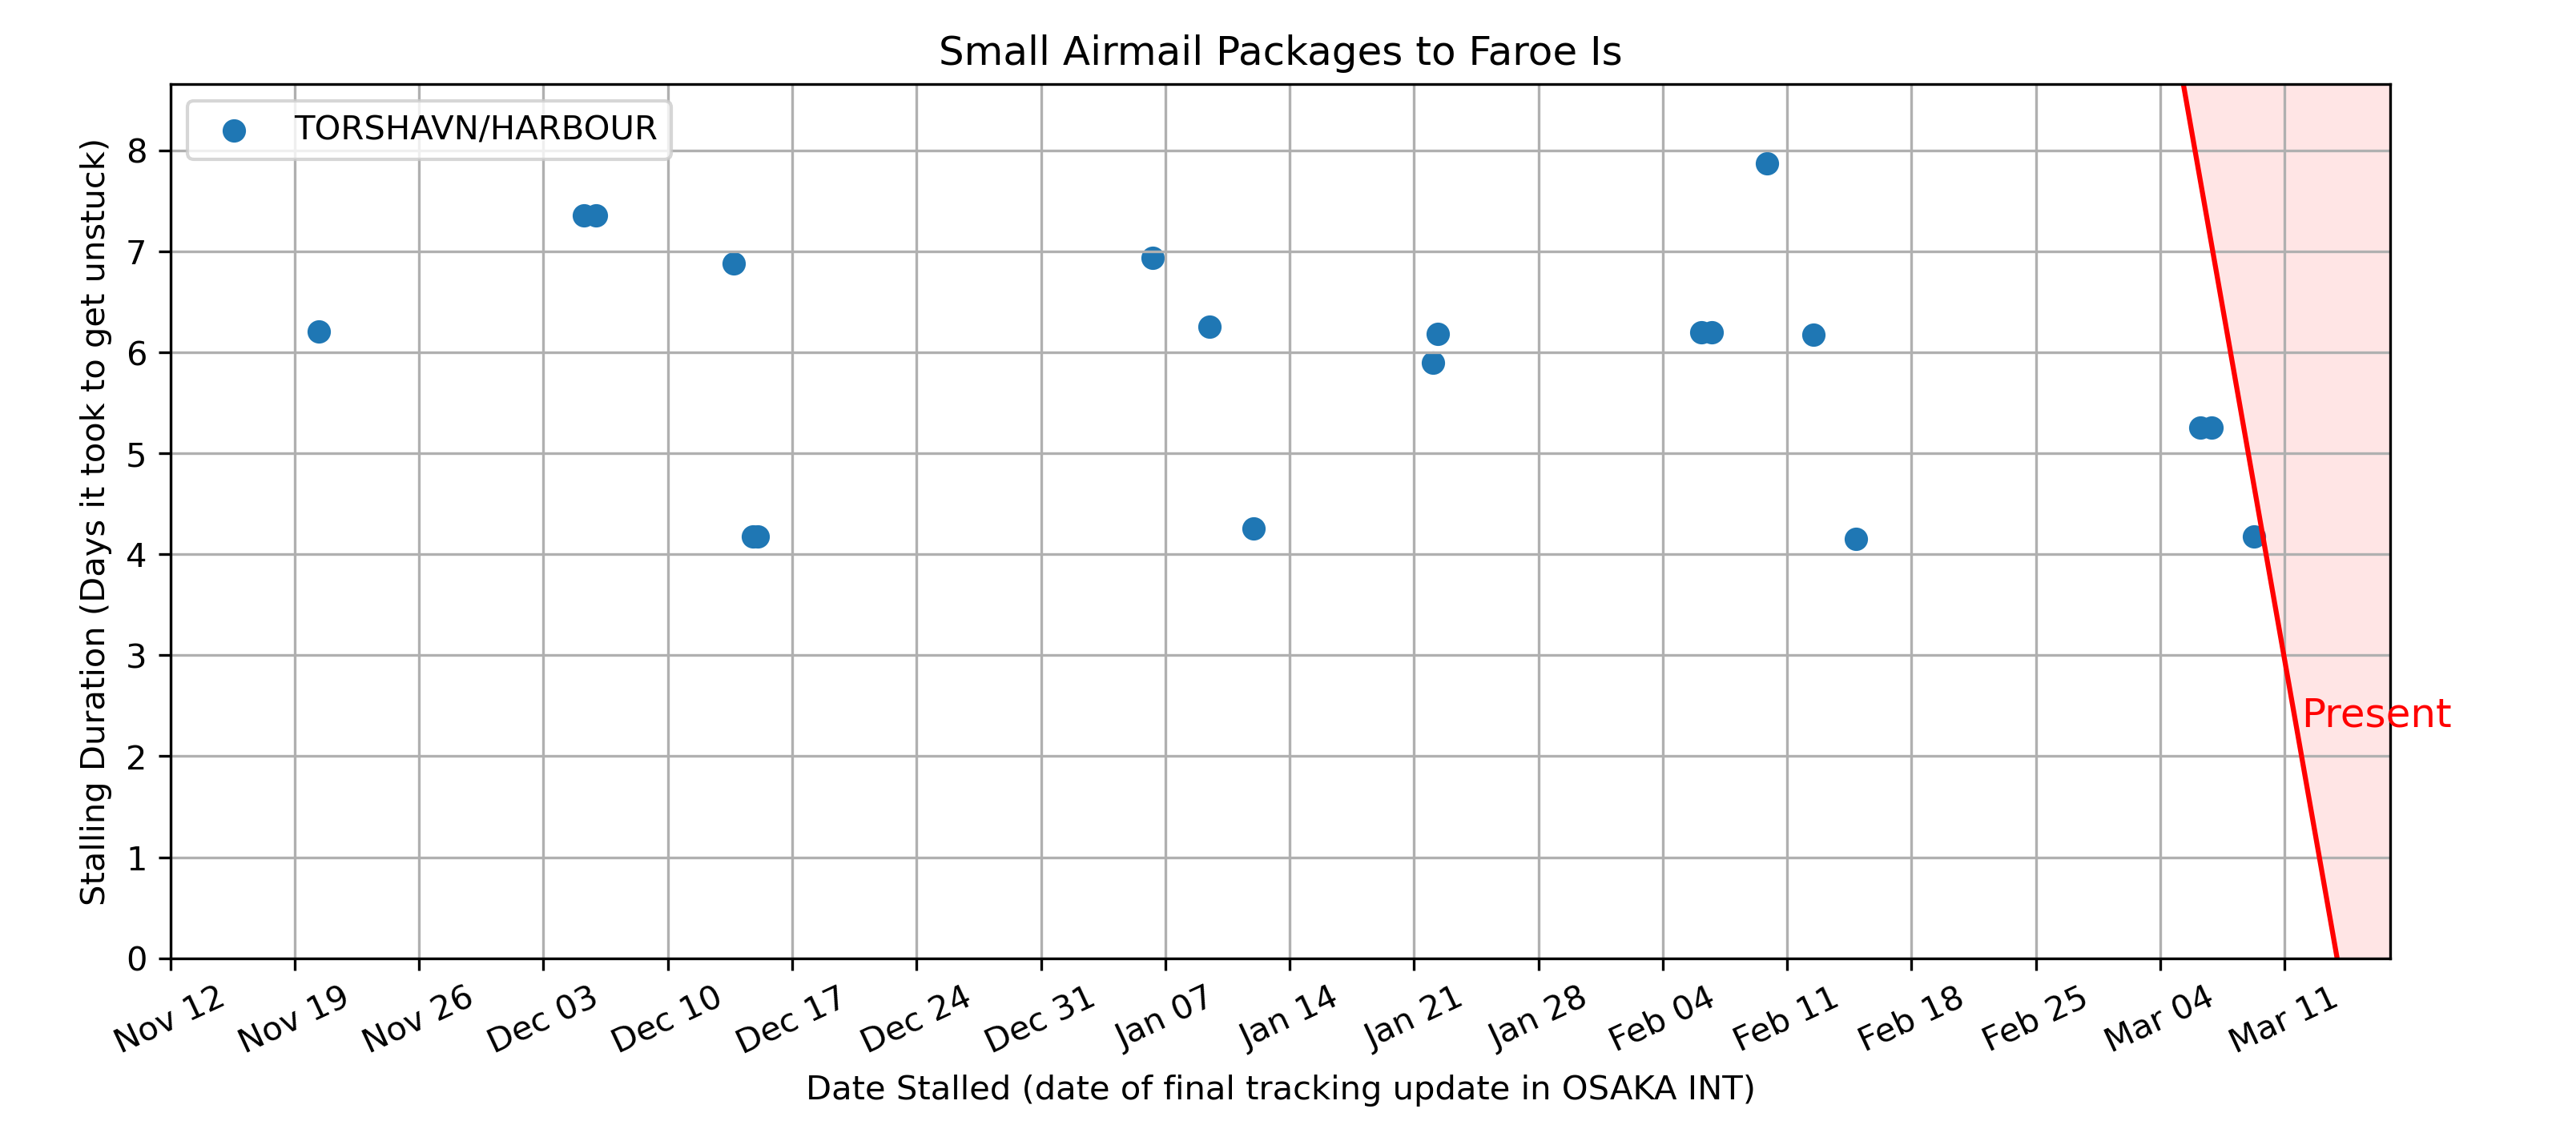 Small Airmail Packages to Faroe Is
TORSHAVN/HARBOUR
Stalling Duration (Days it took to get unstuck)
8
7
6
5
4
3
2
1
0
Present
Nov 12
Nov 19
Nov 26
Dec 03
Dec 10
Dec 17
Dec 24
Dec 31
Jan 07
Jan 14
Jan 21
Jan 28
Feb 04
Feb 11
Feb 18
Feb 25
Mar 04
Mar 11
Date Stalled (date of final tracking update in OSAKA INT)